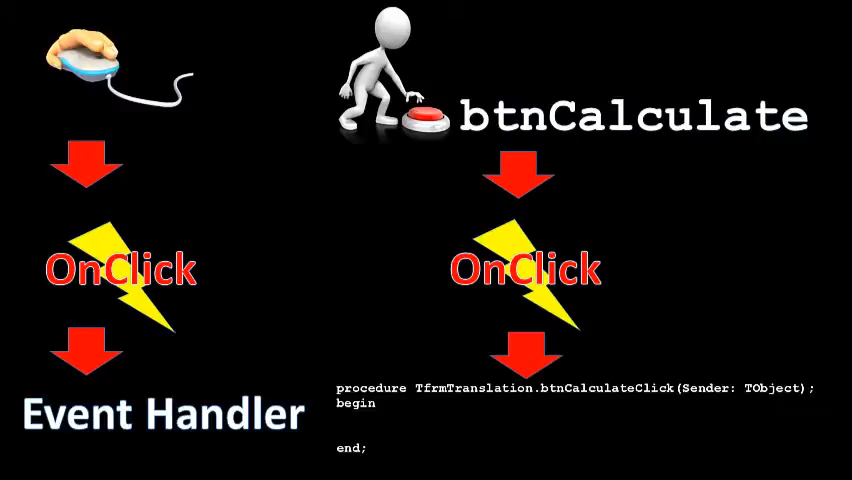 btnCalculate
OnClick
OnClick
Event Handler
procedure TfrmTranslation.btnCalculateClick(Sender: TObject);
begin
end;